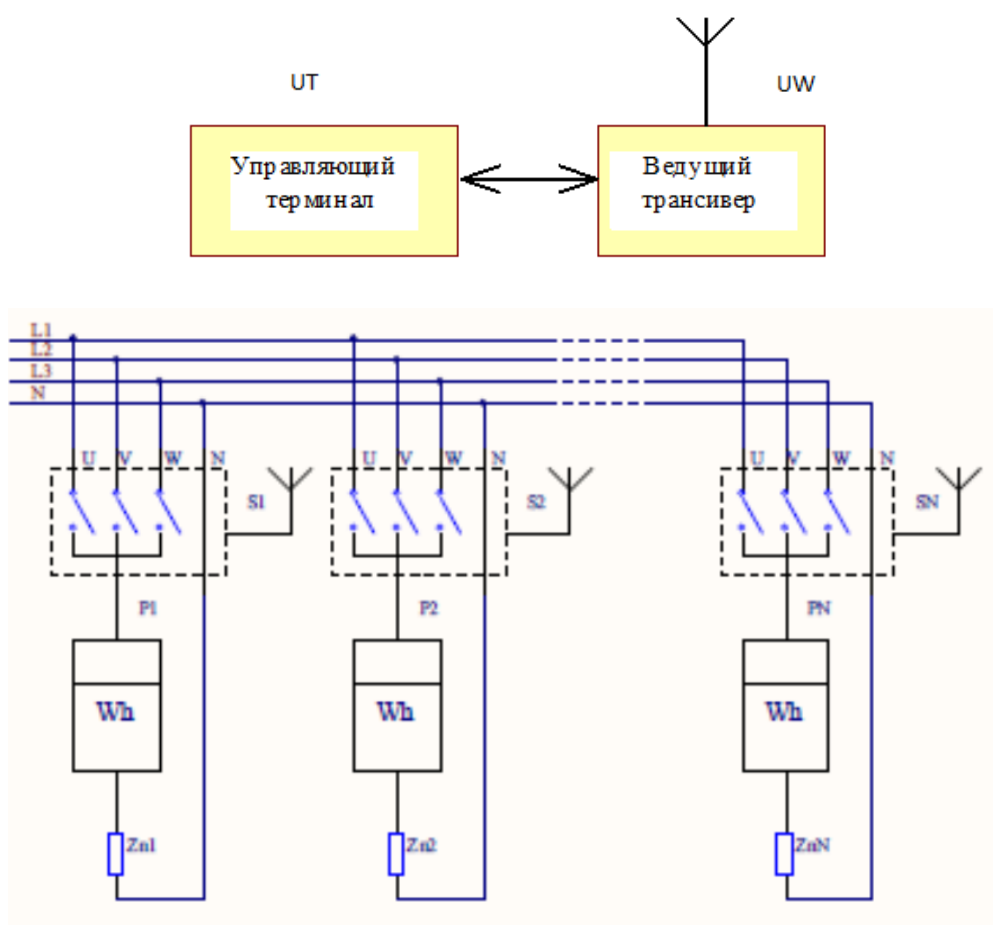 UT
UW
Управляющий
терминал
Ведущий
трансивер
L1
L2
L3
N
U V W N
S1
U V W N
S2
U V W N
SN
P1
P2
PN
Wh
Wh
Wh
Zn1
Zn2
ZnN